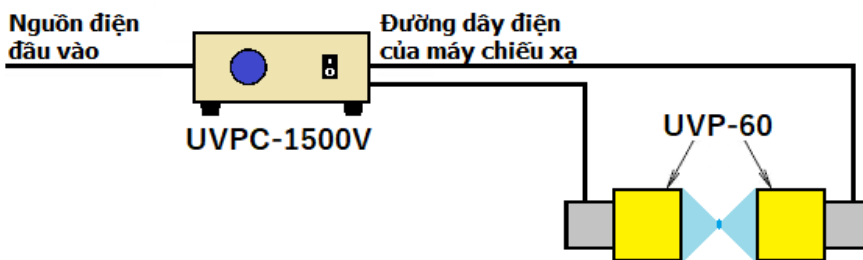 Nguồn điện
đầu vào
Đường dây điện
của máy chiếu xạ
UVPC-1500V
UVP-60